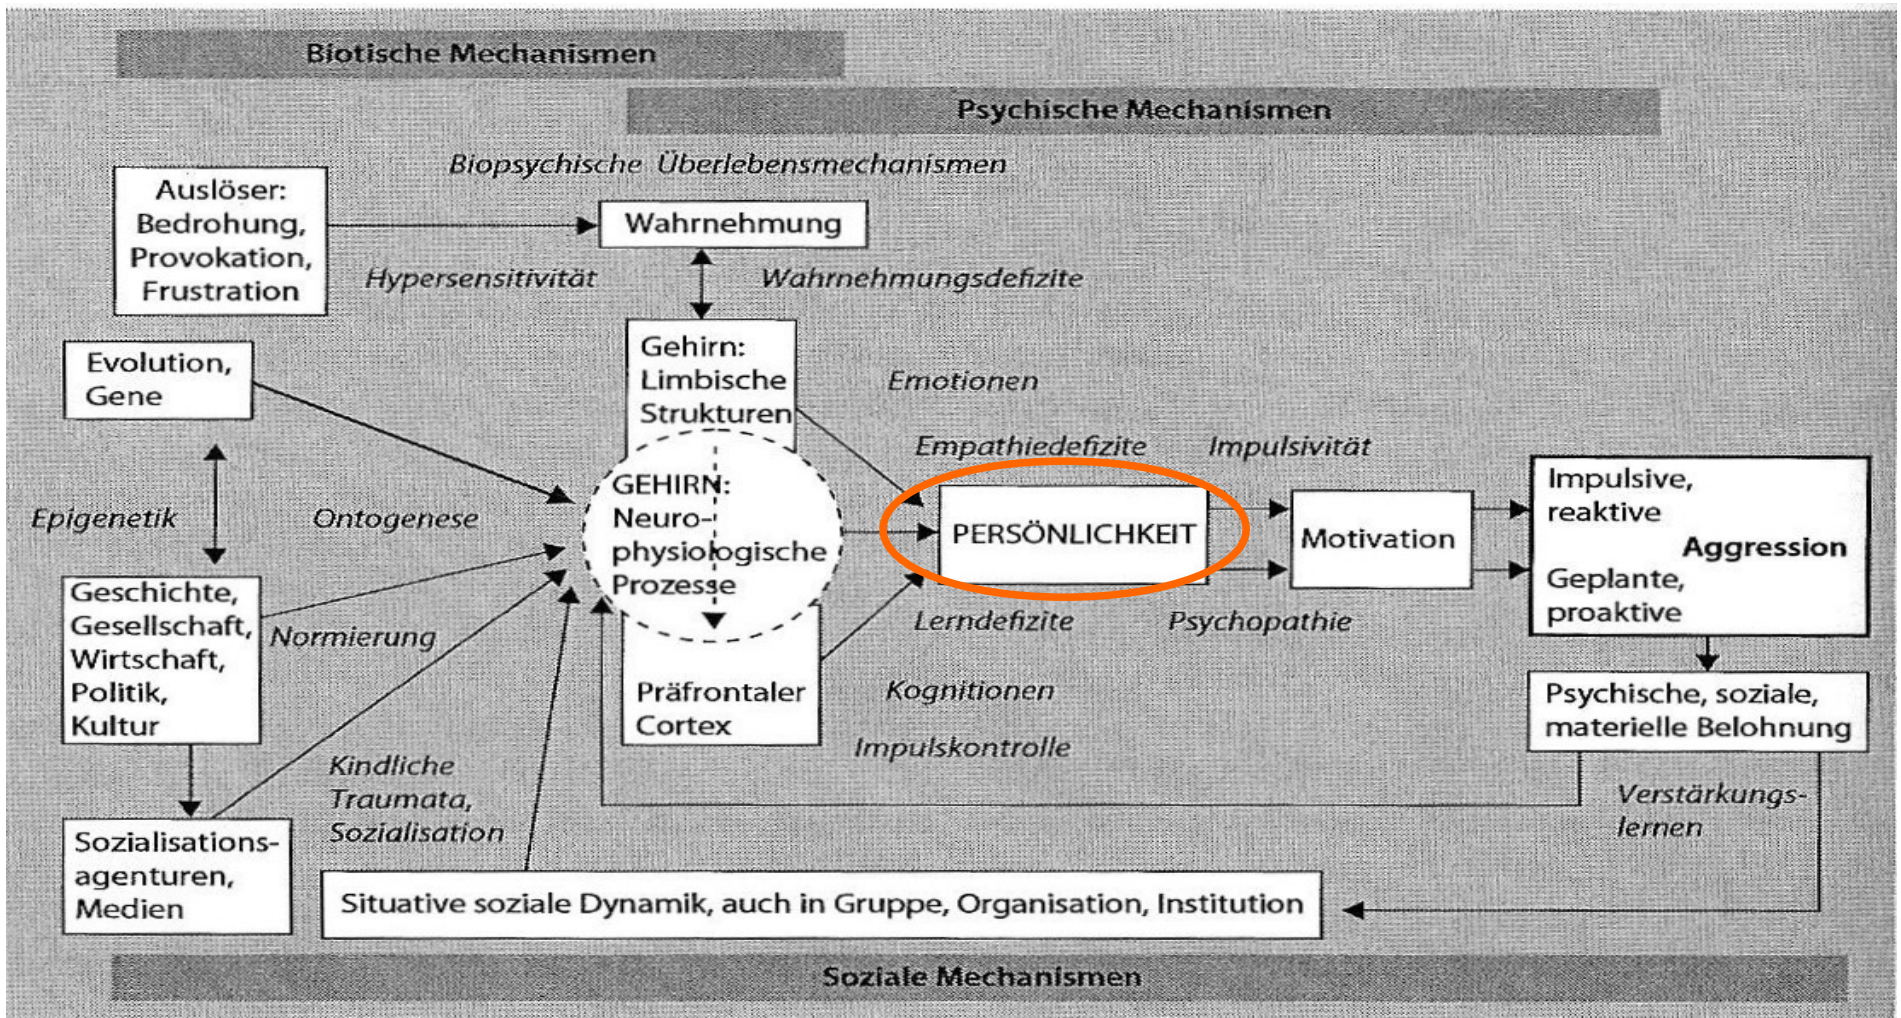 Biotische Mechanismen
Psychische Mechanismen
Biopsychische Überlebensmechanismen
Auslöser:
Bedrohung,
Provokation,
Frustration
Wahrnehmung
Hypersensitivität
Wahrnehmungsdefizite
Evolution,
Gene
Gehirn:
Limbische
Strukturen
Emotionen
Empathiedefizite
Impulsivität
Epigenetik
Ontogenese
GEHIRN:
Neuro-
physiologische
Prozesse
PERSÖNLICHKEIT
Motivation
Impulsive,
reaktive
Aggression
Geplante,
proaktive
Geschichte,
Gesellschaft,
Wirtschaft,
Politik,
Kultur
Normierung
Lerndefizite
Psychopathie
Präfrontaler
Cortex
Kognitionen
Impulskontrolle
Psychische, soziale,
materielle Belohnung
Kindliche
Traumata,
Sozialisation
Verstärkungs-
lernen
Sozialisations-
agenturen,
Medien
Situative soziale Dynamik, auch in Gruppe, Organisation, Institution
Soziale Mechanismen